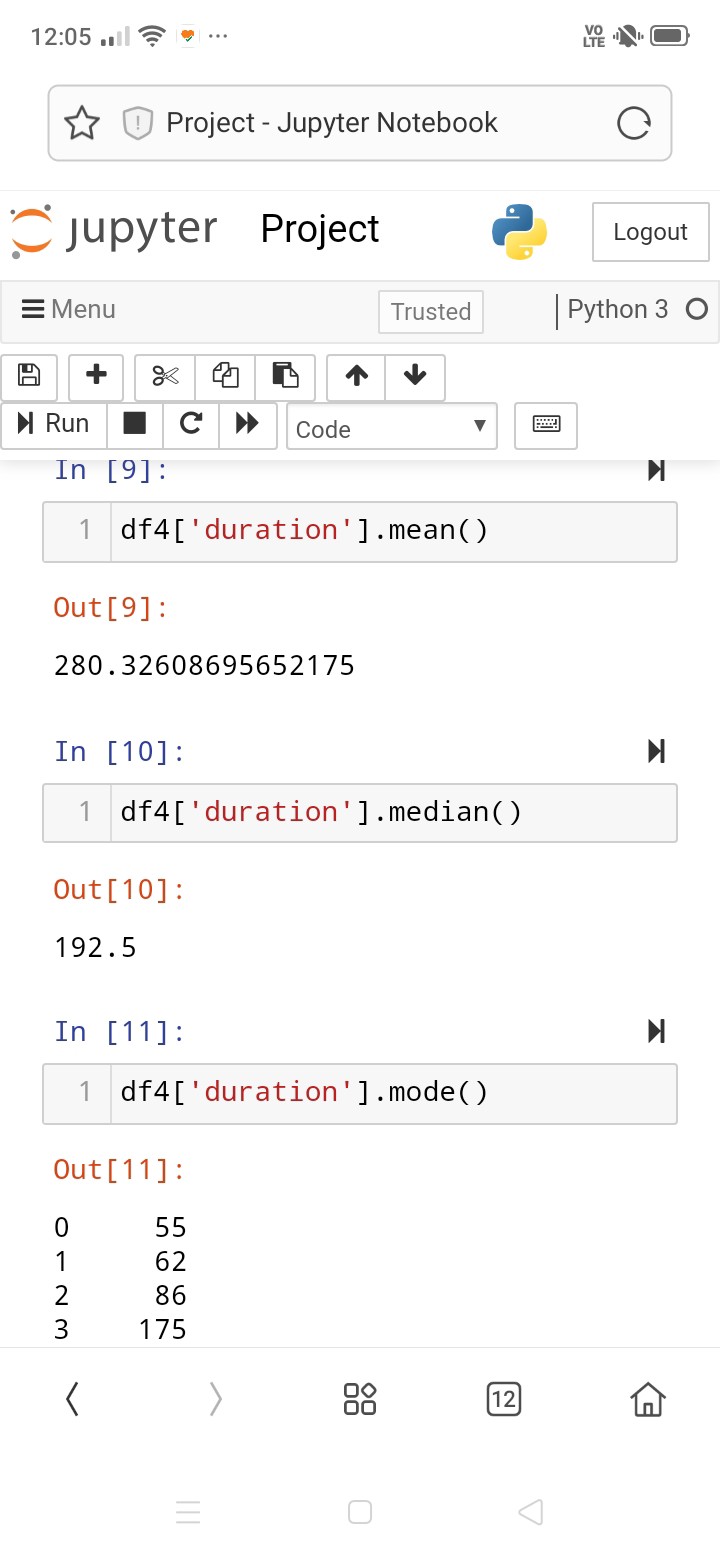 12:05 ... VO LTE
Project - Jupyter Notebook
jupyter Project Logout
Menu Trusted Python 3
Run Code
In [9]:
1 df4['duration'].mean()
Out[9]:
280.32608695652175
In [10]:
1 df4['duration'].median()
Out[10]:
192.5
In [11]:
1 df4['duration'].mode()
Out[11]:
0 55
1 62
2 86
3 175
12